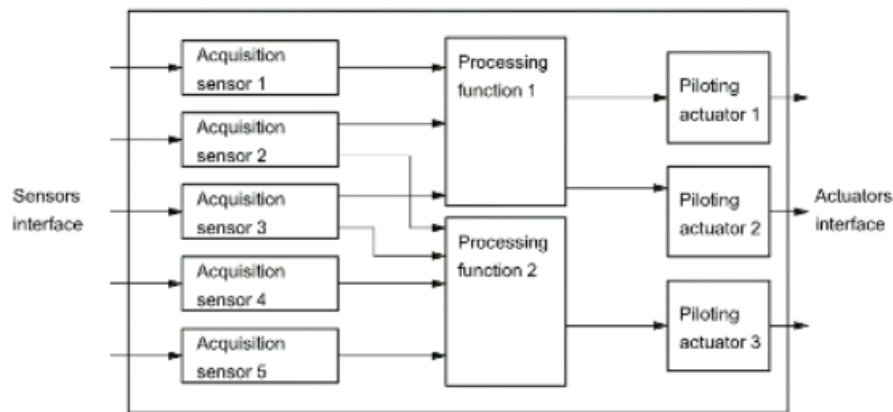 Sensors
interface
Acquisition
sensor 1
Acquisition
sensor 2
Acquisition
sensor 3
Acquisition
sensor 4
Acquisition
sensor 5
Processing
function 1
Processing
function 2
Piloting
actuator 1
Piloting
actuator 2
Piloting
actuator 3
Actuators
interface